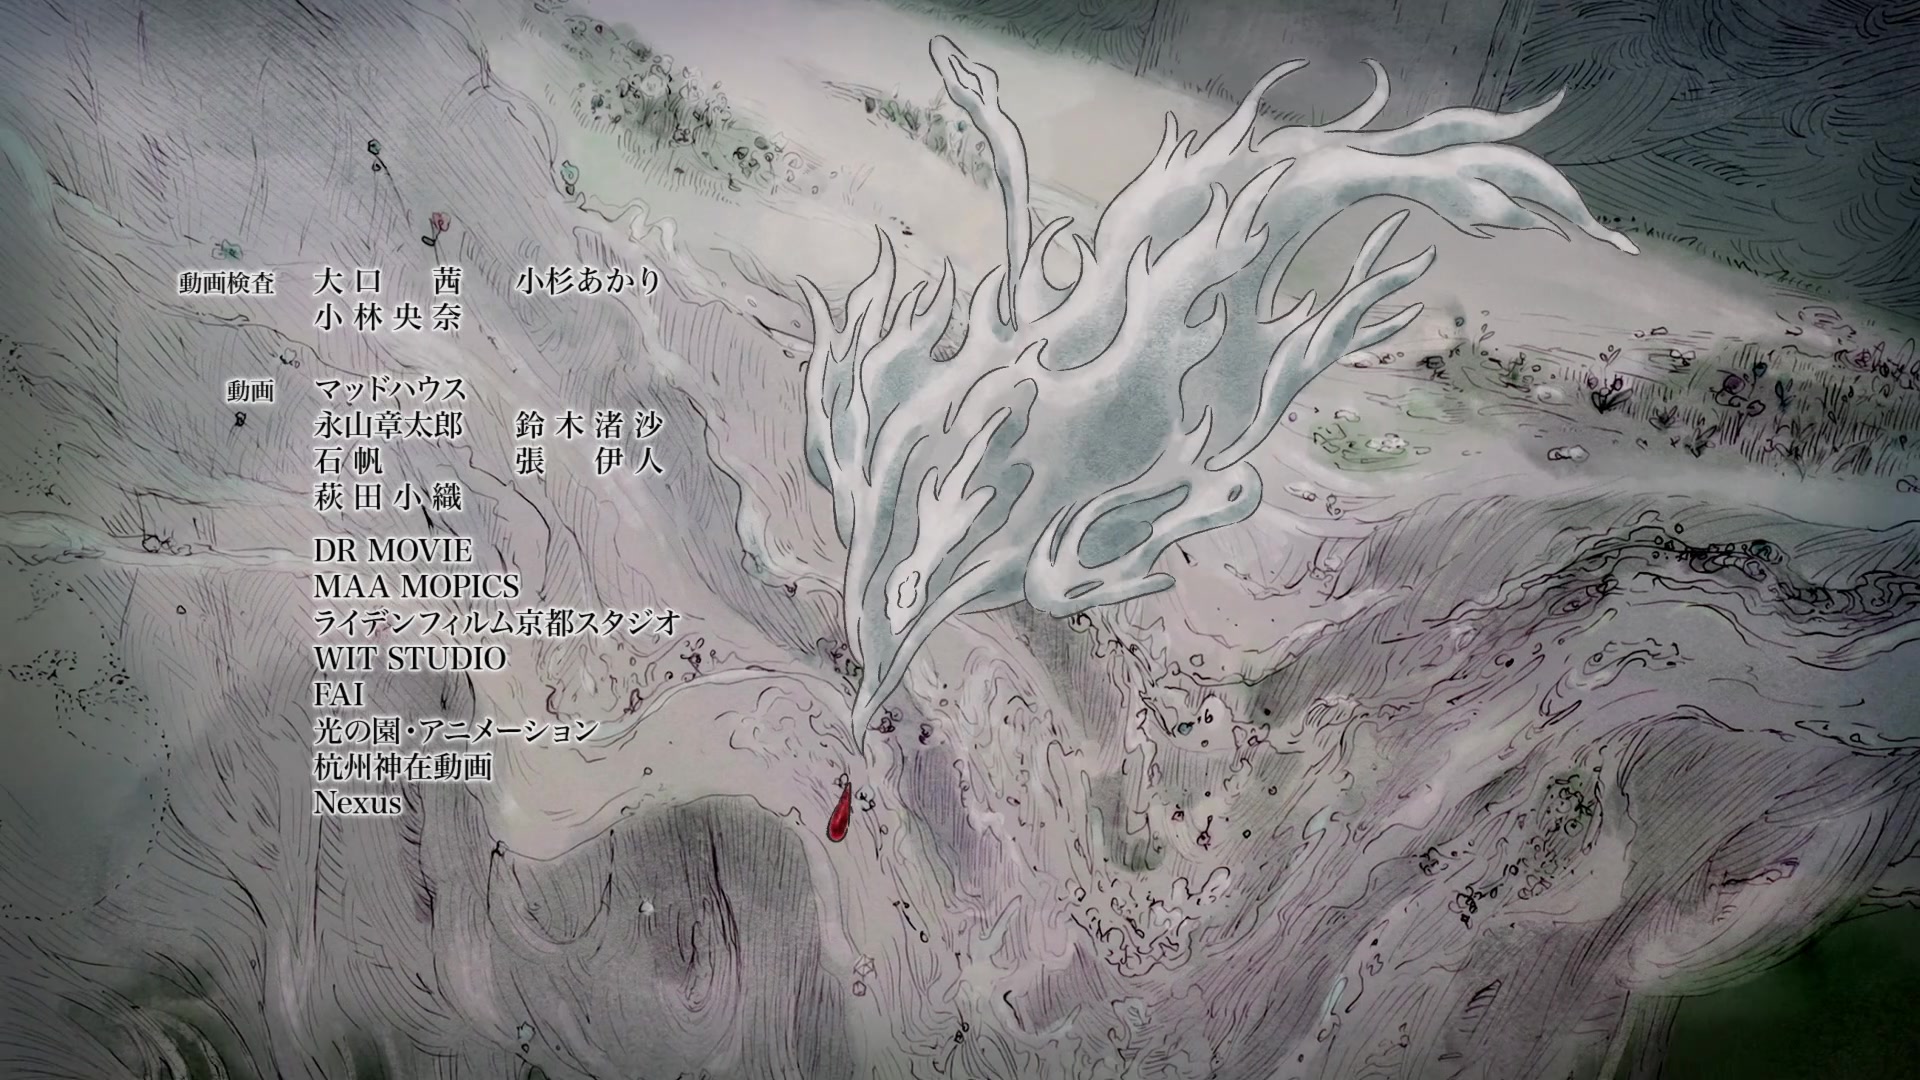 動画検査 大口 茜 小杉あかり
小林央奈
動画 マッドハウス
永山章太郎 鈴木渚沙
石帆 張 伊人
萩田小織
DR MOVIE
MAA MOPICS
ライデンフィルム京都スタジオ
WIT STUDIO
FAI
光の園・アニメーション
杭州神在動画
Nexus